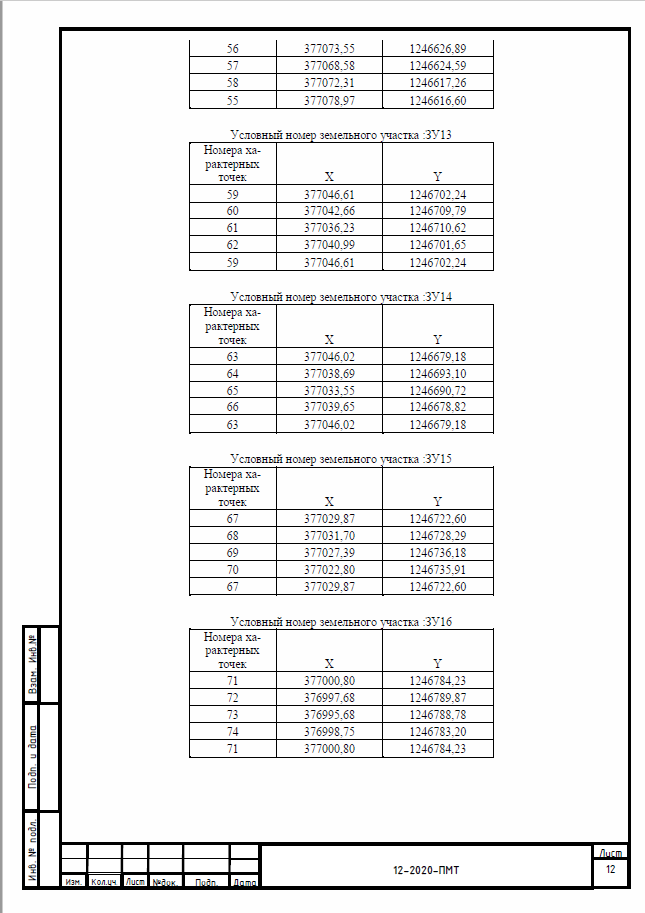 56 377073,55 1246626,89
57 377068,58 1246624,59
58 377072,31 1246617,26
55 377078,97 1246616,60
Условный номер земельного участка :ЗУ13
Номера ха-
рактерных
точек X Y
59 377046,61 1246702,24
60 377042,66 1246709,79
61 377036,23 1246710,62
62 377040,99 1246701,65
59 377046,61 1246702,24
Условный номер земельного участка :ЗУ14
Номера ха-
рактерных
точек X Y
63 377046,02 1246679,18
64 377038,69 1246693,10
65 377033,55 1246690,72
66 377039,65 1246678,82
63 377046,02 1246679,18
Условный номер земельного участка :ЗУ15
Номера ха-
рактерных
точек X Y
67 377029,87 1246722,60
68 377031,70 1246728,29
69 377027,39 1246736,18
70 377022,80 1246735,91
67 377029,87 1246722,60
Условный номер земельного участка :ЗУ16
Номера ха-
рактерных
точек X Y
71 377000,80 1246784,23
72 376997,68 1246789,87
73 376995,68 1246788,78
74 376998,75 1246783,20
71 377000,80 1246784,23
Взам. Инв №
Подп. и дата
Инв. № подл.
Изм. Кол.уч. Лист №док. Подп. Дата
12-2020-ПМТ
Лист
12